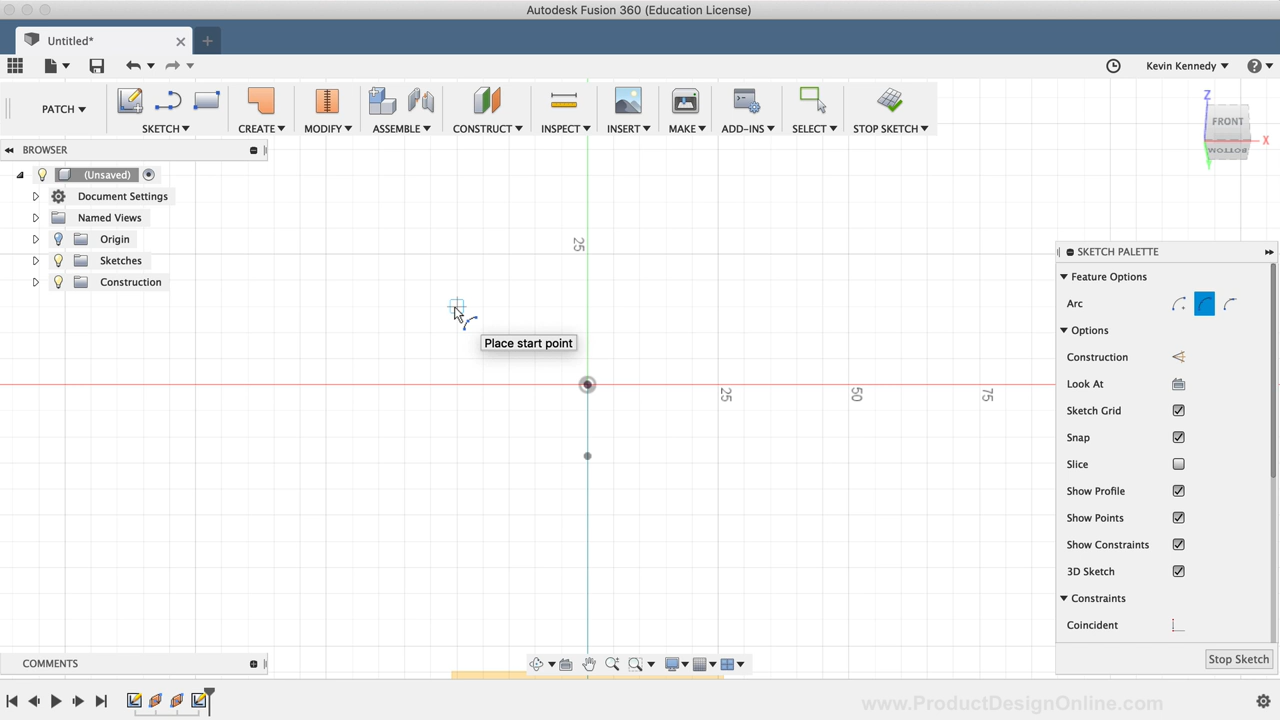 Autodesk Fusion 360 (Education License)
Untitled*
Kevin Kennedy
PATCH
SKETCH
CREATE
MODIFY
ASSEMBLE
CONSTRUCT
INSPECT
INSERT
MAKE
ADD-INS
SELECT
STOP SKETCH
Z
FRONT
X
BOTTOM
BROWSER
(Unsaved)
Document Settings
Named Views
Origin
Sketches
Construction
25
Place start point
25
50
75
SKETCH PALETTE
Feature Options
Arc
Options
Construction
Look At
Sketch Grid
Snap
Slice
Show Profile
Show Points
Show Constraints
3D Sketch
Constraints
Coincident
Stop Sketch
COMMENTS
www.ProductDesignOnline.com